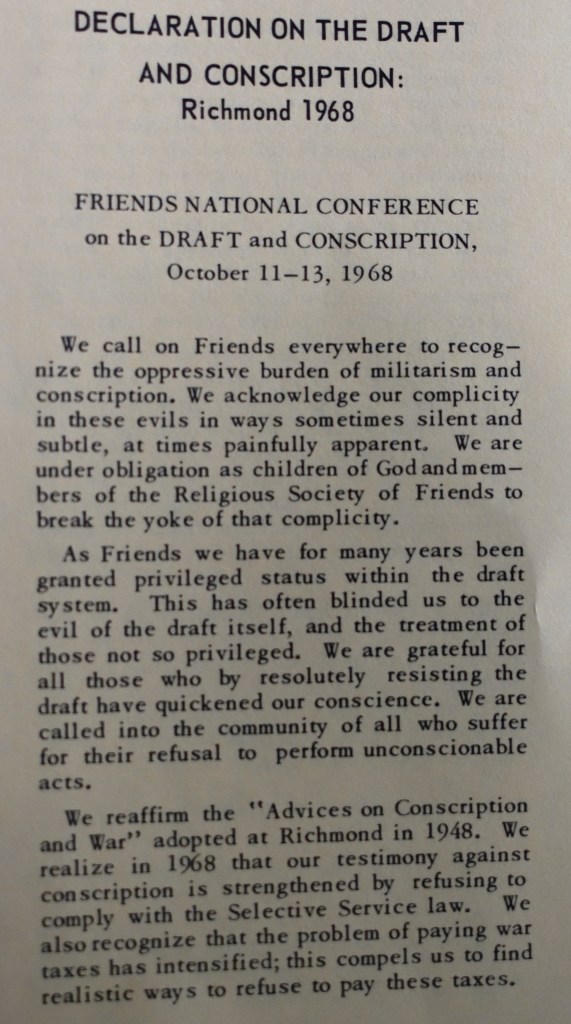 DECLARATION ON THE DRAFT
AND CONSCRIPTION:
Richmond 1968
FRIENDS NATIONAL CONFERENCE
on the DRAFT and CONSCRIPTION,
October 11–13, 1968
We call on Friends everywhere to recog–
nize the oppressive burden of militarism and
conscription. We acknowledge our complicity
in these evils in ways sometimes silent and
subtle, at times painfully apparent. We are
under obligation as children of God and mem–
bers of the Religious Society of Friends to
break the yoke of that complicity.
As Friends we have for many years been
granted privileged status within the draft
system. This has often blinded us to the
evil of the draft itself, and the treatment of
those not so privileged. We are grateful for
all those who by resolutely resisting the
draft have quickened our conscience. We are
called into the community of all who suffer
for their refusal to perform unconscionable
acts.
We reaffirm the "Advices on Conscription
and War" adopted at Richmond in 1948. We
realize in 1968 that our testimony against
conscription is strengthened by refusing to
comply with the Selective Service law. We
also recognize that the problem of paying war
taxes has intensified; this compels us to find
realistic ways to refuse to pay these taxes.